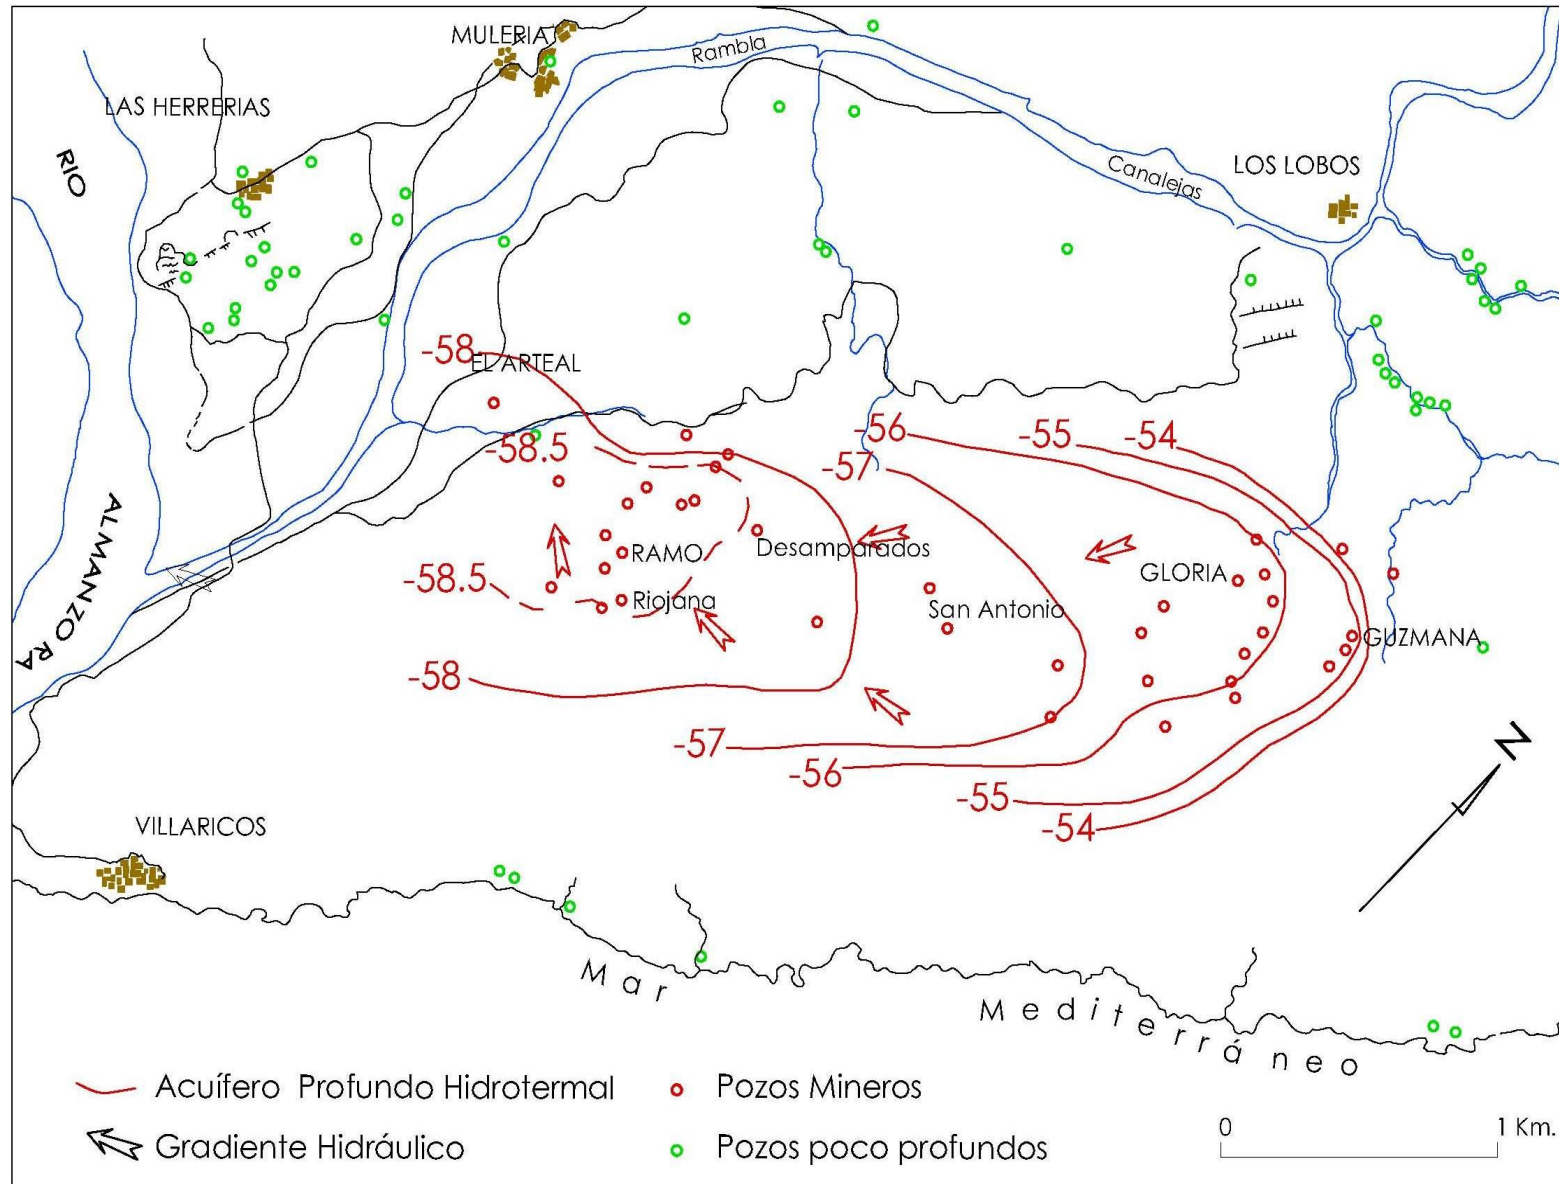 MULERIA
Rambla
LAS HERRERIAS
RIO
Canalejas
LOS LOBOS
-58
EL ARTEAL
-58.5
-56
-55
-54
-57
ALMANZORA
RAMO
Desamparados
-58.5
Riojana
GLORIA
San Antonio
GUZMANA
-58
-57
-56
-55
-54
N
VILLARICOS
Mar
Mediterráneo
Acuífero Profundo Hidrotermal
Pozos Mineros
Gradiente Hidráulico
Pozos poco profundos
0
1 Km.